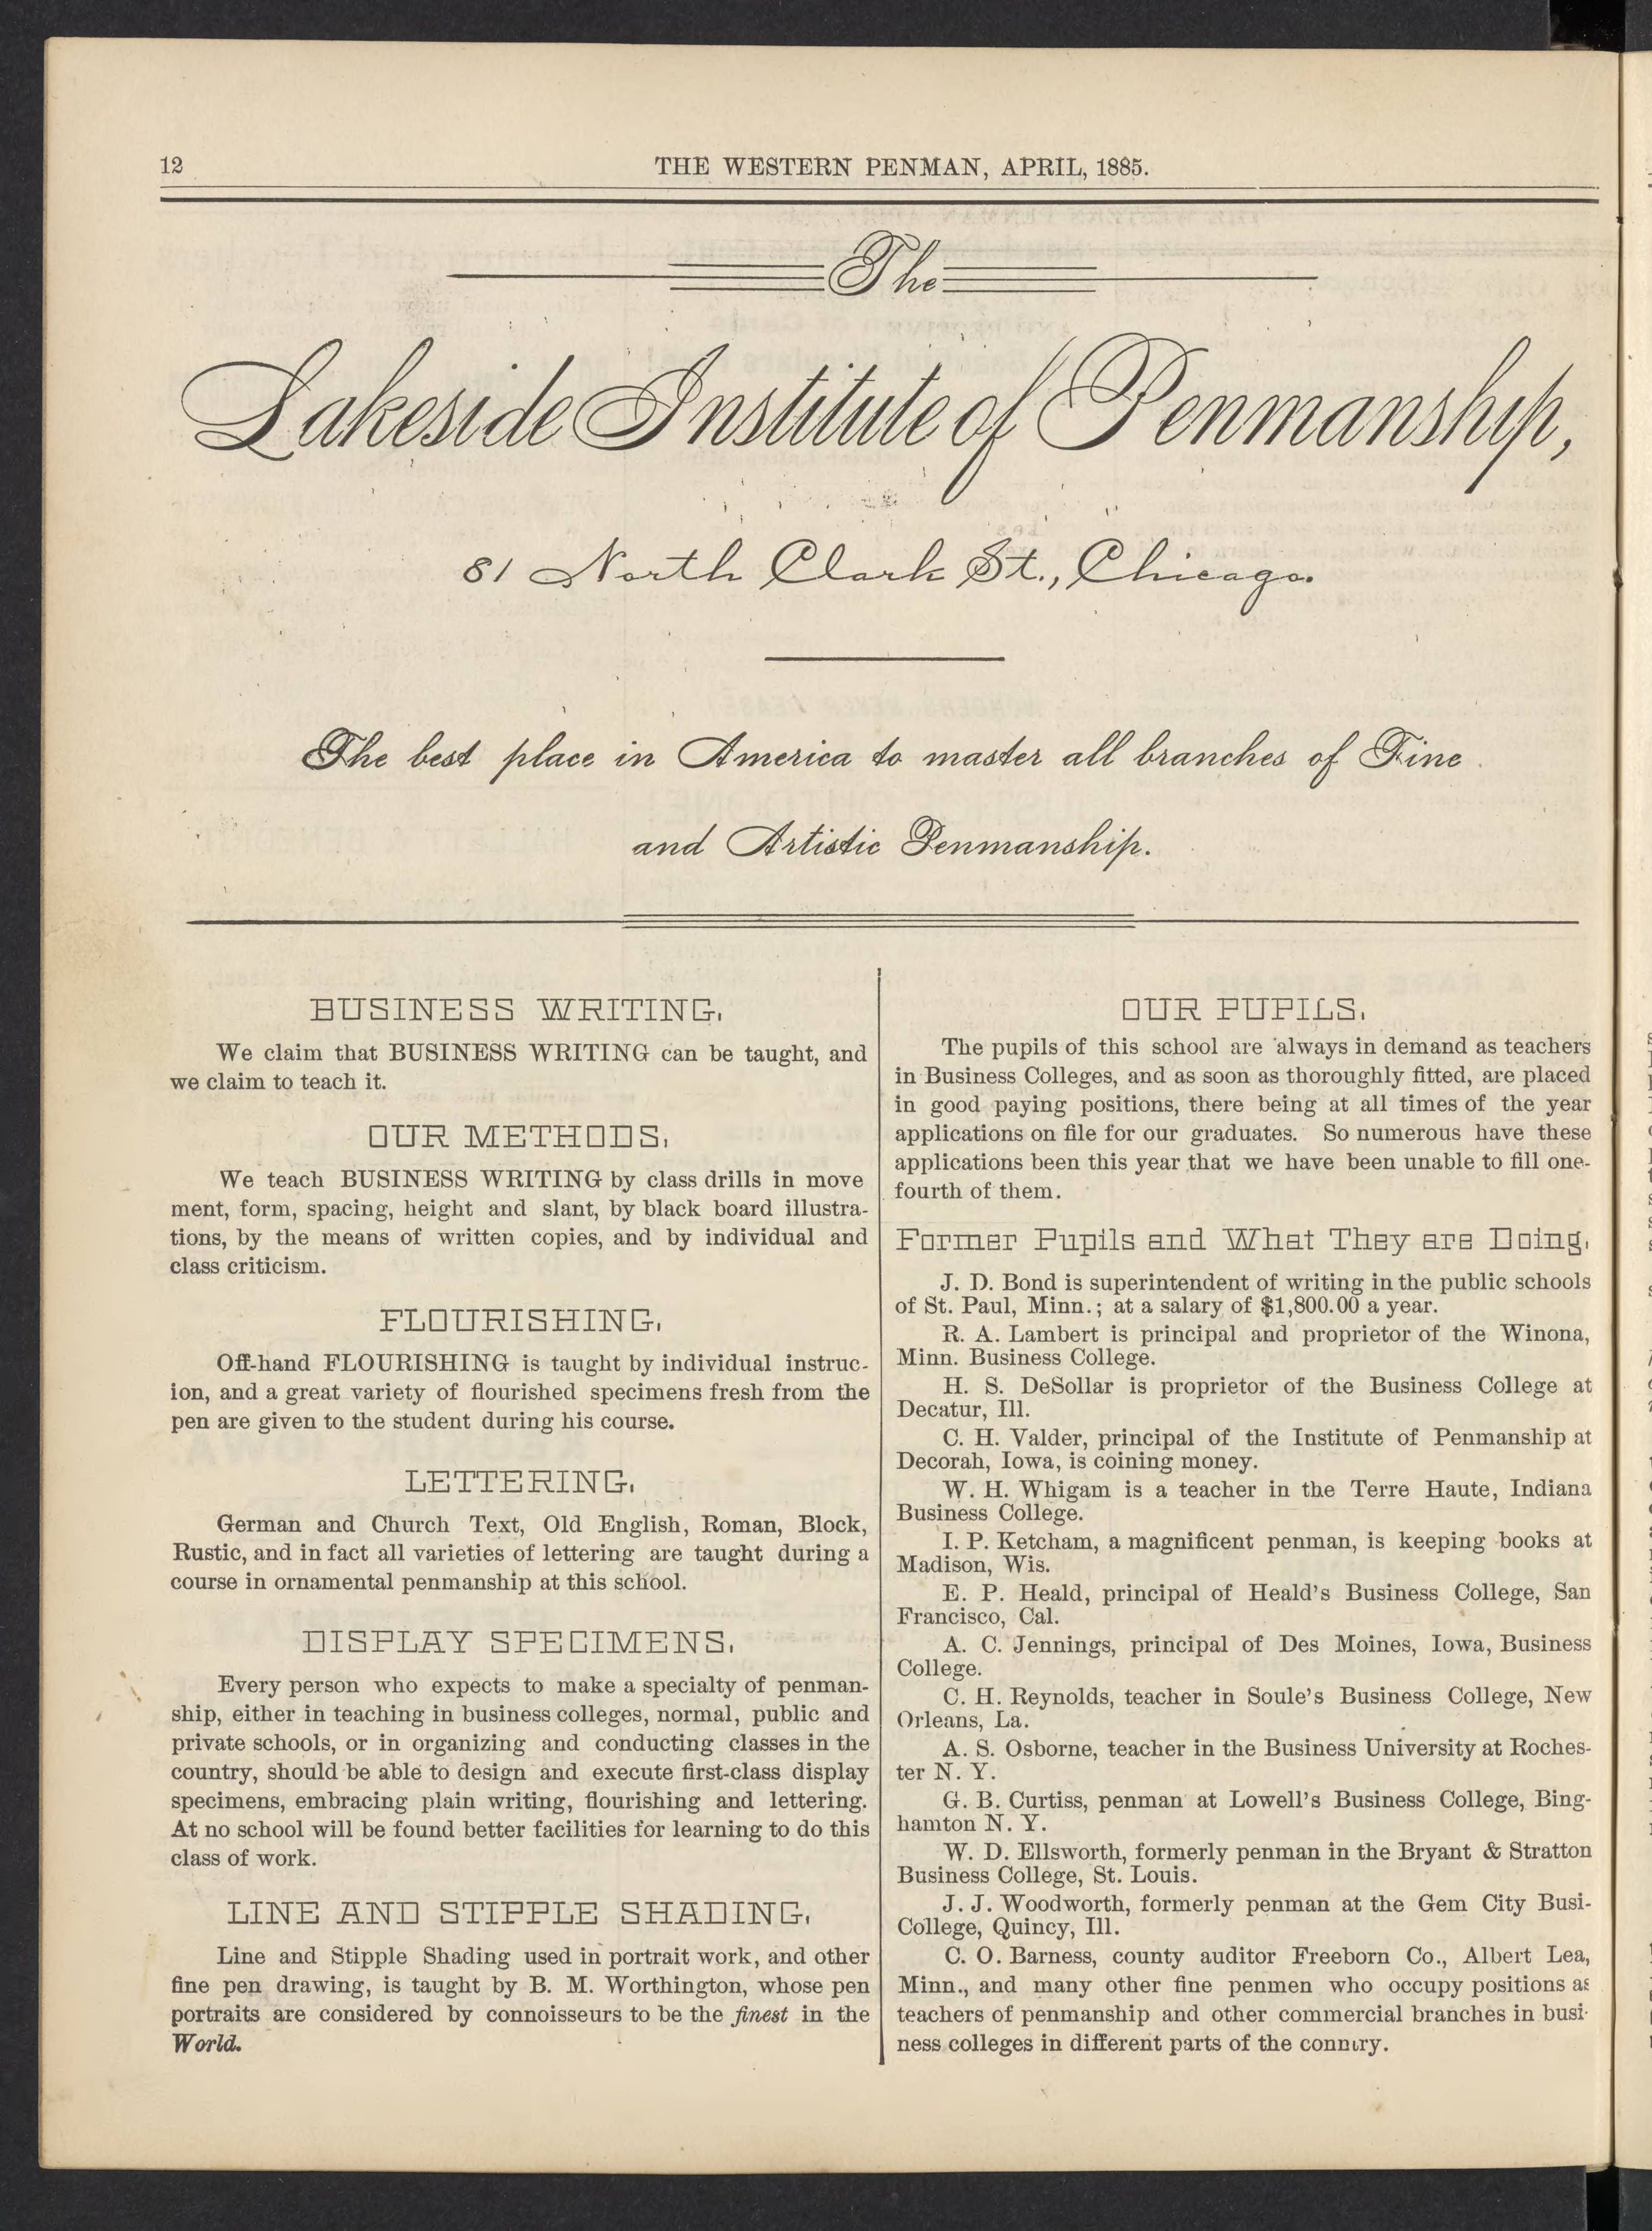 12
THE WESTERN PENMAN, APRIL, 1885.
The
Lakeside Institute of Penmanship,
81 North Clark St., Chicago.
The best place in America to master all branches of Fine
and Artistic Penmanship.
BUSINESS WRITING.
We claim that BUSINESS WRITING can be taught, and
we claim to teach it.
OUR METHODS.
We teach BUSINESS WRITING by class drills in move
ment, form, spacing, height and slant, by black board illustra-
tions, by the means of written copies, and by individual and
class criticism.
FLOURISHING.
Off-hand FLOURISHING is taught by individual instruc-
ion, and a great variety of flourished specimens fresh from the
pen are given to the student during his course.
LETTERING.
German and Church Text, Old English, Roman, Block,
Rustic, and in fact all varieties of lettering are taught during a
course in ornamental penmanship at this school.
DISPLAY SPECIMENS.
Every person who expects to make a specialty of penman-
ship, either in teaching in business colleges, normal, public and
private schools, or in organizing and conducting classes in the
country, should be able to design and execute first-class display
specimens, embracing plain writing, flourishing and lettering.
At no school will be found better facilities for learning to do this
class of work.
LINE AND STIPPLE SHADING.
Line and Stipple Shading used in portrait work, and other
fine pen drawing, is taught by B. M. Worthington, whose pen
portraits are considered by connoisseurs to be the finest in the
World.
OUR PUPILS.
The pupils of this school are always in demand as teachers
in Business Colleges, and as soon as thoroughly fitted, are placed
in good paying positions, there being at all times of the year
applications on file for our graduates. So numerous have these
applications been this year that we have been unable to fill one-
fourth of them.
Former Pupils and What They are Doing.
J. D. Bond is superintendent of writing in the public schools
of St. Paul, Minn.; at a salary of $1,800.00 a year.
R. A. Lambert is principal and proprietor of the Winona,
Minn. Business College.
H. S. DeSollar is proprietor of the Business College at
Decatur, Ill.
C. H. Valder, principal of the Institute of Penmanship at
Decorah, Iowa, is coining money.
W. H. Whigam is a teacher in the Terre Haute, Indiana
Business College.
I. P. Ketcham, a magnificent penman, is keeping books at
Madison, Wis.
E. P. Heald, principal of Heald's Business College, San
Francisco, Cal.
A. C. Jennings, principal of Des Moines, Iowa, Business
College.
C. H. Reynolds, teacher in Soule's Business College, New
Orleans, La.
A. S. Osborne, teacher in the Business University at Roches-
ter N. Y.
G. B. Curtiss, penman at Lowell's Business College, Bing-
hamton N. Y.
W. D. Ellsworth, formerly penman in the Bryant & Stratton
Business College, St. Louis.
J. J. Woodworth, formerly penman at the Gem City Busi-
College, Quincy, Ill.
C. O. Barness, county auditor Freeborn Co., Albert Lea,
Minn., and many other fine penmen who occupy positions as
teachers of penmanship and other commercial branches in busi-
ness colleges in different parts of the conntry.